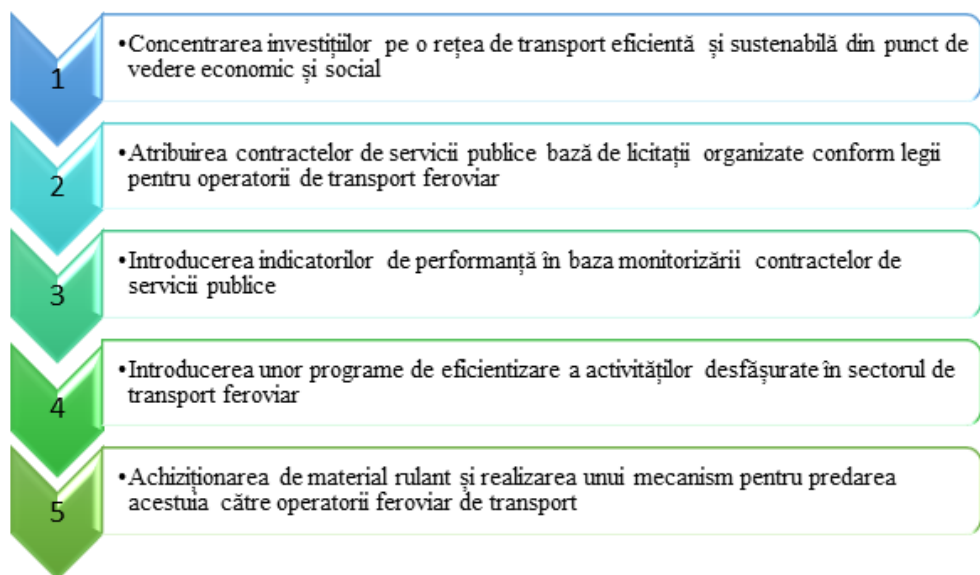 1
•Concentrarea investițiilor pe o rețea de transport eficientă și sustenabilă din punct de
vedere economic și social
2
•Atribuirea contractelor de servicii publice bază de licitații organizate conform legii
pentru operatorii de transport feroviar
3
•Introducerea indicatorilor de performanță în baza monitorizării contractelor de
servicii publice
4
•Introducerea unor programe de eficientizare a activităților desfășurate în sectorul de
transport feroviar
5
•Achiziționarea de material rulant și realizarea unui mecanism pentru predarea
acestuia către operatorii feroviar de transport